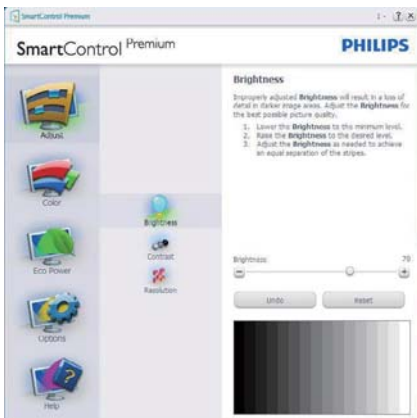 SmartControl Premium
SmartControl Premium
PHILIPS
Adjust
Color
Eco Power
Options
Help
Brightness
Contrast
Resolution
Brightness
Improperly adjusted Brightness will result in a loss of
detail in darker image areas. Adjust the Brightness for
the best possible picture quality.
1. Lower the Brightness to the minimum level.
2. Raise the Brightness to the desired level.
3. Adjust the Brightness as needed to achieve
an equal separation of the stripes.
Brightness: 70
Undo Reset